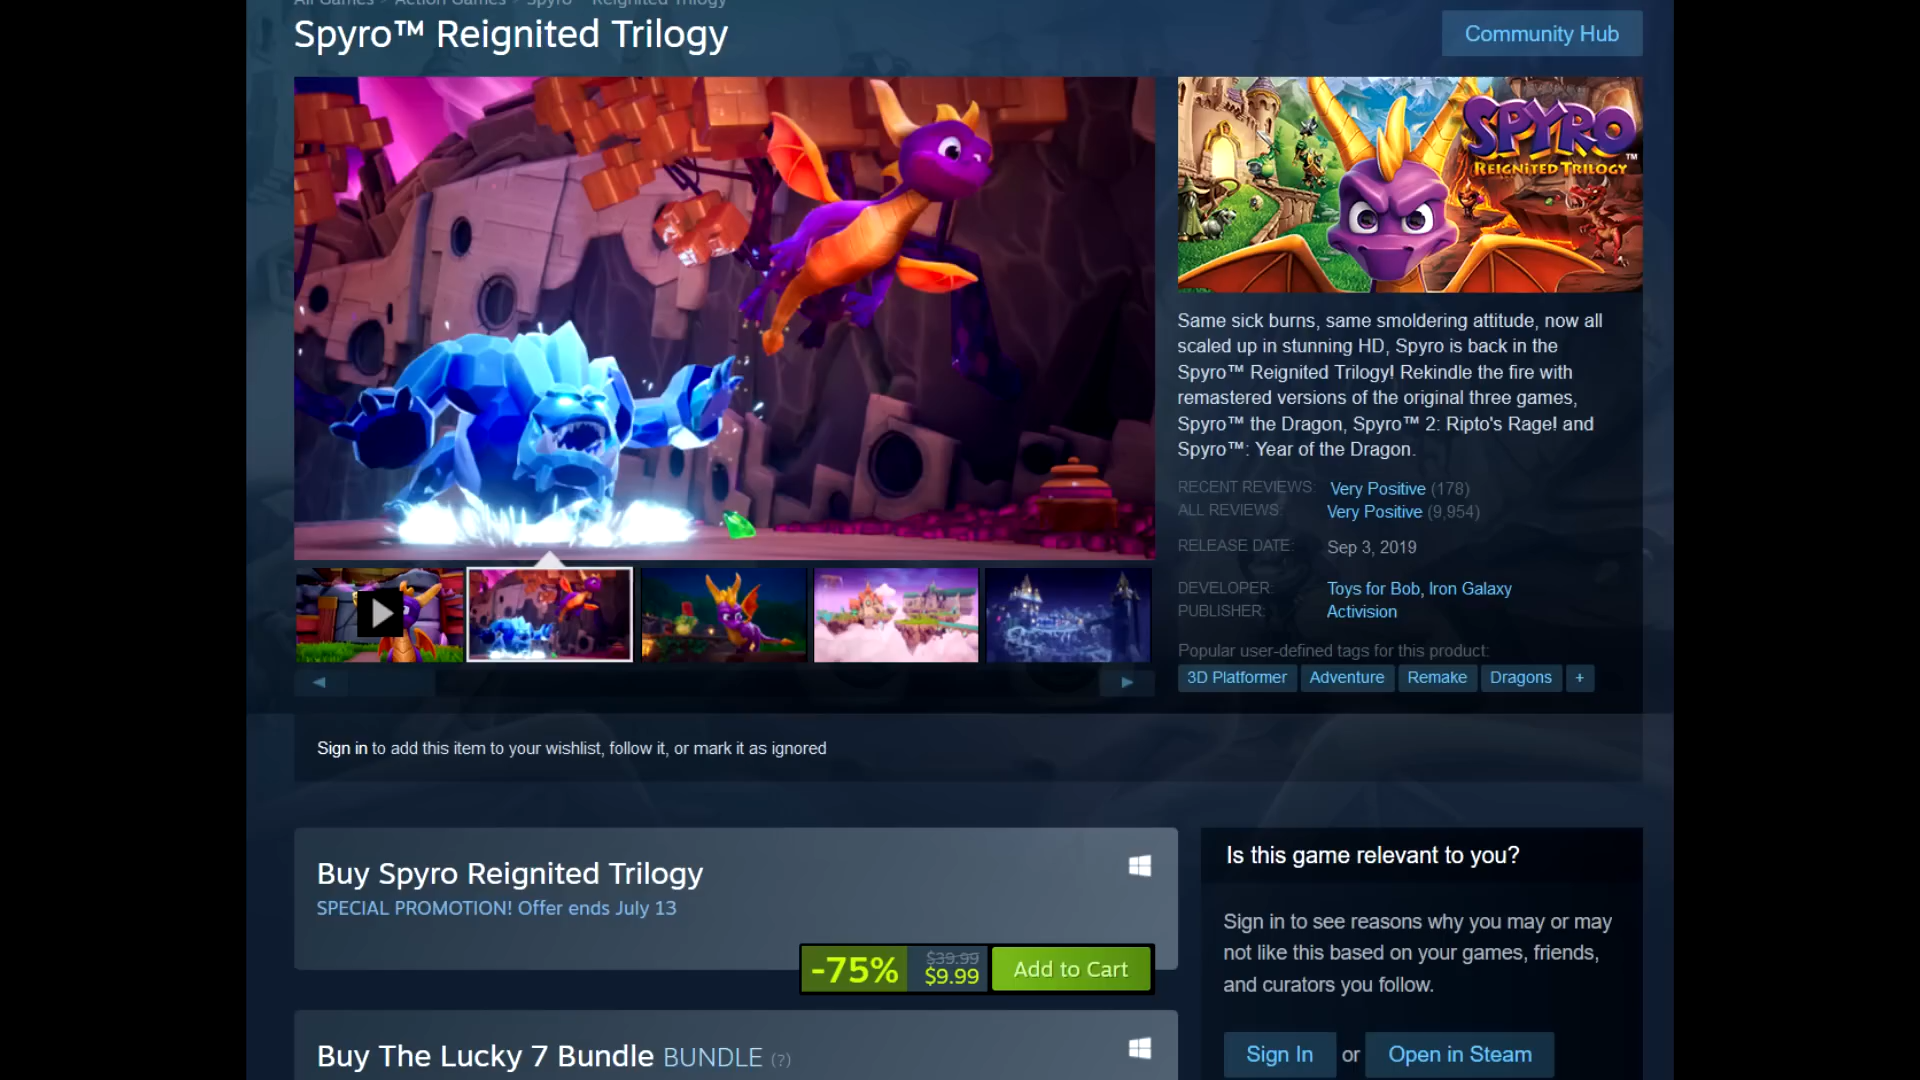 All Games > Action Games > Spyro™ Reignited Trilogy
Spyro™ Reignited Trilogy
Community Hub
SPYRO™
REIGNITED TRILOGY
Same sick burns, same smoldering attitude, now all
scaled up in stunning HD, Spyro is back in the
Spyro™ Reignited Trilogy! Rekindle the fire with
remastered versions of the original three games,
Spyro™ the Dragon, Spyro™ 2: Ripto's Rage! and
Spyro™: Year of the Dragon.
RECENT REVIEWS: Very Positive (178)
ALL REVIEWS: Very Positive (9,954)
RELEASE DATE: Sep 3, 2019
DEVELOPER: Toys for Bob, Iron Galaxy
PUBLISHER: Activision
Popular user-defined tags for this product:
3D Platformer Adventure Remake Dragons +
Sign in to add this item to your wishlist, follow it, or mark it as ignored
Buy Spyro Reignited Trilogy
SPECIAL PROMOTION! Offer ends July 13
-75% $39.99 $9.99 Add to Cart
Buy The Lucky 7 Bundle BUNDLE (?)
Is this game relevant to you?
Sign in to see reasons why you may or may
not like this based on your games, friends,
and curators you follow.
Sign In or Open in Steam